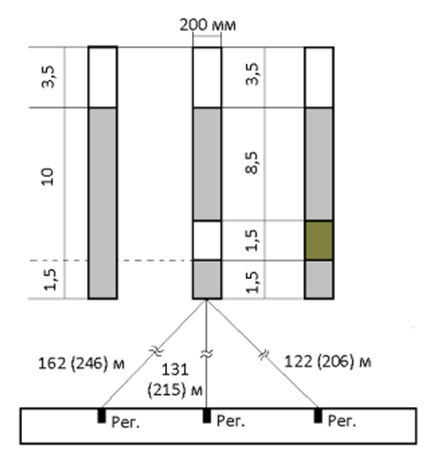 200 мм
3,5
3,5
10
8,5
1,5
1,5
1,5
162 (246) м
131
(215) м
122 (206) м
Рег.
Рег.
Рег.